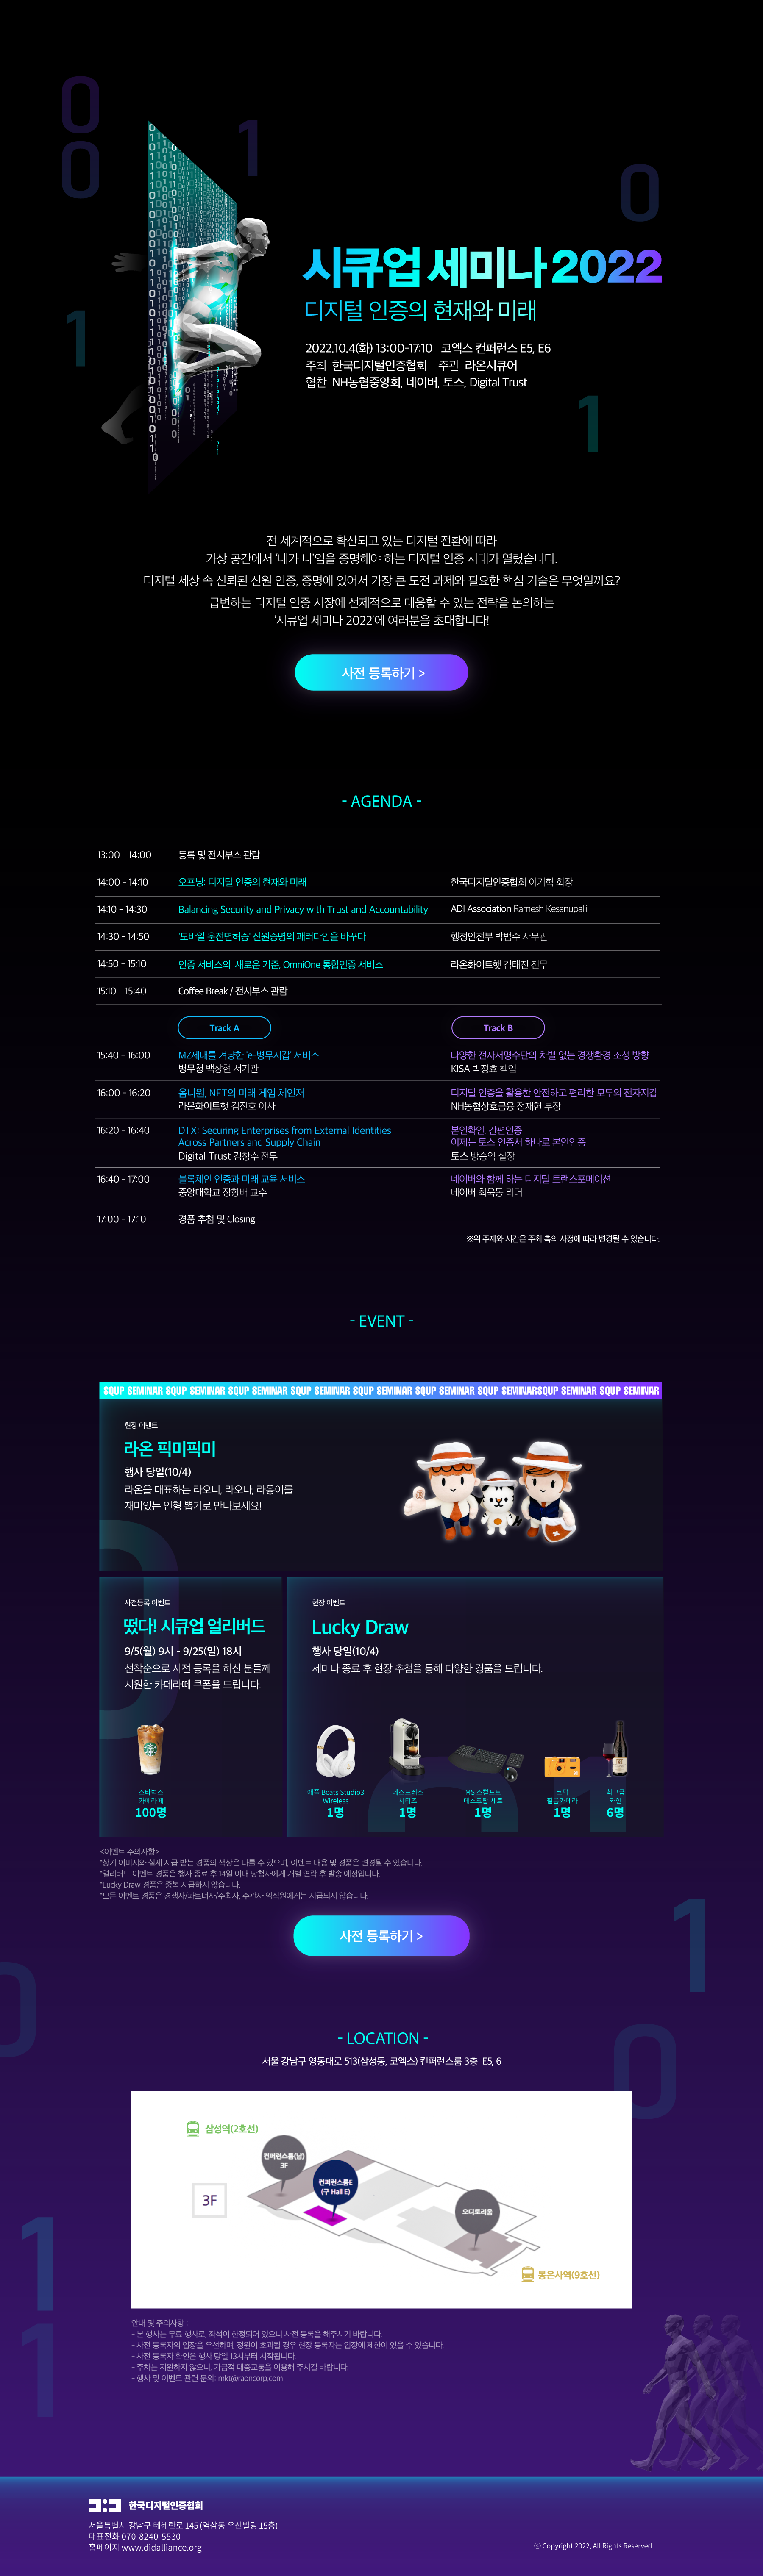 시큐업 세미나 2022
디지털 인증의 현재와 미래
2022.10.4(화) 13:00-17:10 코엑스 컨퍼런스 E5, E6
주최 한국디지털인증협회 주관 라온시큐어
협찬 NH농협중앙회, 네이버, 토스, Digital Trust
전 세계적으로 확산되고 있는 디지털 전환에 따라
가상 공간에서 '내가 나'임을 증명해야 하는 디지털 인증 시대가 열렸습니다.
디지털 세상 속 신뢰된 신원 인증, 증명에 있어서 가장 큰 도전 과제와 필요한 핵심 기술은 무엇일까요?
급변하는 디지털 인증 시장에 선제적으로 대응할 수 있는 전략을 논의하는
'시큐업 세미나 2022'에 여러분을 초대합니다!
사전 등록하기 >
- AGENDA -
13:00 - 14:00 등록 및 전시부스 관람
14:00 - 14:10 오프닝: 디지털 인증의 현재와 미래 한국디지털인증협회 이기혁 회장
14:10 - 14:30 Balancing Security and Privacy with Trust and Accountability ADI Association Ramesh Kesanupalli
14:30 - 14:50 '모바일 운전면허증' 신원증명의 패러다임을 바꾸다 행정안전부 박범수 사무관
14:50 - 15:10 인증 서비스의 새로운 기준, OmniOne 통합인증 서비스 라온화이트햇 김태진 전무
15:10 - 15:40 Coffee Break / 전시부스 관람
Track A Track B
15:40 - 16:00 MZ세대를 겨냥한 'e-병무지갑' 서비스 다양한 전자서명수단의 차별 없는 경쟁환경 조성 방향
병무청 백상현 서기관 KISA 박정효 책임
16:00 - 16:20 옴니원, NFT의 미래 게임 체인저 디지털 인증을 활용한 안전하고 편리한 모두의 전자지갑
라온화이트햇 김진호 이사 NH농협상호금융 정재헌 부장
16:20 - 16:40 DTX: Securing Enterprises from External Identities 본인확인, 간편인증
Across Partners and Supply Chain 이제는 토스 인증서 하나로 본인인증
Digital Trust 김창수 전무 토스 방승익 실장
16:40 - 17:00 블록체인 인증과 미래 교육 서비스 네이버와 함께 하는 디지털 트랜스포메이션
중앙대학교 장항배 교수 네이버 최욱동 리더
17:00 - 17:10 경품 추첨 및 Closing
※위 주제와 시간은 주최 측의 사정에 따라 변경될 수 있습니다.
- EVENT -
SQUP SEMINAR SQUP SEMINAR SQUP SEMINAR SQUP SEMINAR SQUP SEMINAR SQUP SEMINAR SQUP SEMINARSQUP SEMINAR SQUP SEMINAR
현장 이벤트
라온 픽미픽미
행사 당일(10/4)
라온을 대표하는 라오니, 라오나, 라옹이를
재미있는 인형 뽑기로 만나보세요!
사전등록 이벤트
떴다! 시큐업 얼리버드
9/5(월) 9시 - 9/25(일) 18시
선착순으로 사전 등록을 하신 분들께
시원한 카페라떼 쿠폰을 드립니다.
스타벅스
카페라떼
100명
현장 이벤트
Lucky Draw
행사 당일(10/4)
세미나 종료 후 현장 추첨을 통해 다양한 경품을 드립니다.
애플 Beats Studio3
Wireless
1명
네스프레소
시티즈
1명
MS 스컬프트
데스크탑 세트
1명
코닥
필름카메라
1명
최고급
와인
6명
<이벤트 주의사항>
*상기 이미지와 실제 지급 받는 경품의 색상은 다를 수 있으며, 이벤트 내용 및 경품은 변경될 수 있습니다.
*얼리버드 이벤트 경품은 행사 종료 후 14일 이내 당첨자에게 개별 연락 후 발송 예정입니다.
*Lucky Draw 경품은 중복 지급하지 않습니다.
*모든 이벤트 경품은 경쟁사/파트너사/주최사, 주관사 임직원에게는 지급되지 않습니다.
사전 등록하기 >
- LOCATION -
서울 강남구 영동대로 513(삼성동, 코엑스) 컨퍼런스룸 3층 E5, 6
삼성역(2호선)
컨퍼런스룸(남)
3F
컨퍼런스룸E
(구 Hall E)
3F
오디토리움
봉은사역(9호선)
안내 및 주의사항 :
- 본 행사는 무료 행사로, 좌석이 한정되어 있으니 사전 등록을 해주시기 바랍니다.
- 사전 등록자의 입장을 우선하며, 정원이 초과될 경우 현장 등록자는 입장에 제한이 있을 수 있습니다.
- 사전 등록자 확인은 행사 당일 13시부터 시작됩니다.
- 주차는 지원하지 않으니, 가급적 대중교통을 이용해 주시길 바랍니다.
- 행사 및 이벤트 관련 문의: mkt@raoncorp.com
한국디지털인증협회
서울특별시 강남구 테헤란로 145 (역삼동 우신빌딩 15층)
대표전화 070-8240-5530
홈페이지 www.didalliance.org
ⓒ Copyright 2022, All Rights Reserved.